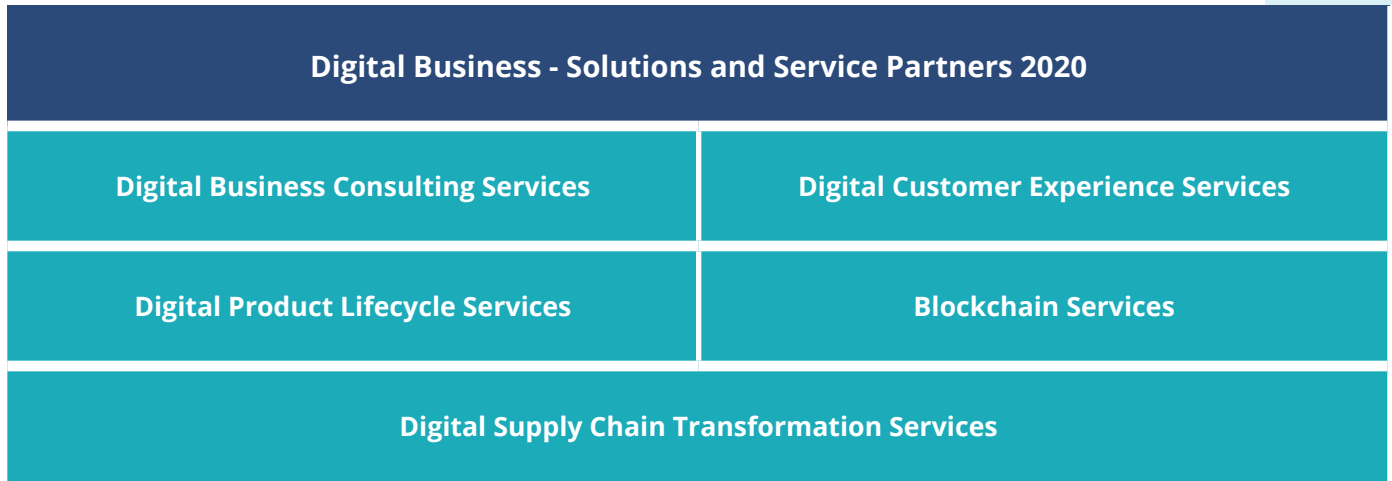 Digital Business - Solutions and Service Partners 2020
Digital Business Consulting Services
Digital Customer Experience Services
Digital Product Lifecycle Services
Blockchain Services
Digital Supply Chain Transformation Services